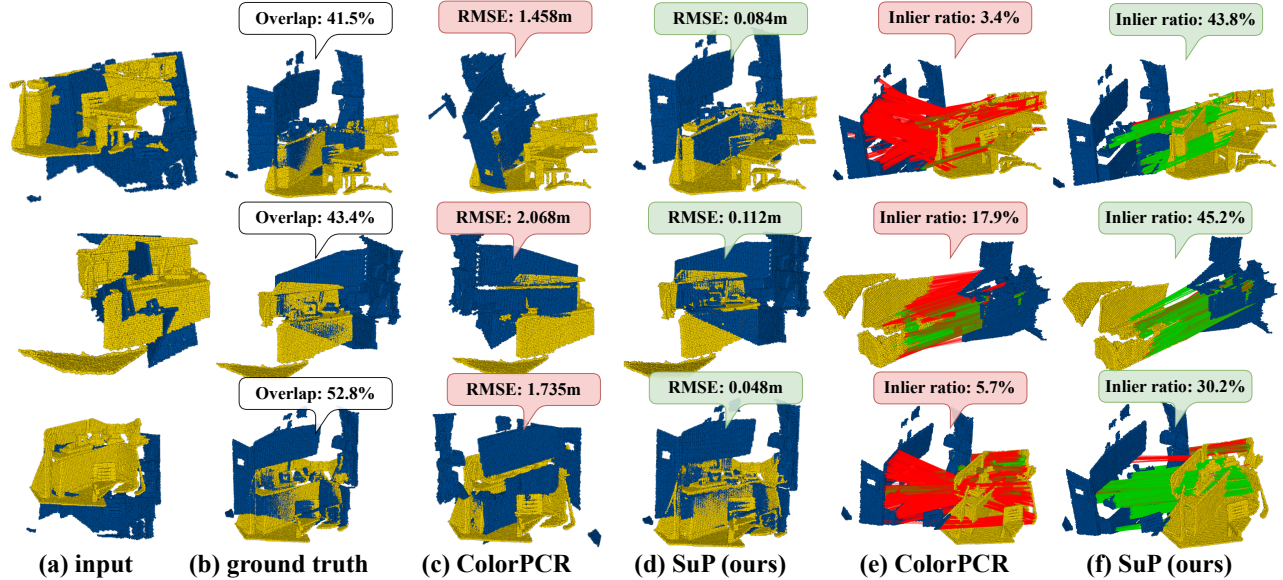 Overlap: 41.5%
RMSE: 1.458m
RMSE: 0.084m
Inlier ratio: 3.4%
Inlier ratio: 43.8%
Overlap: 43.4%
RMSE: 2.068m
RMSE: 0.112m
Inlier ratio: 17.9%
Inlier ratio: 45.2%
Overlap: 52.8%
RMSE: 1.735m
RMSE: 0.048m
Inlier ratio: 5.7%
Inlier ratio: 30.2%
(a) input
(b) ground truth
(c) ColorPCR
(d) SuP (ours)
(e) ColorPCR
(f) SuP (ours)